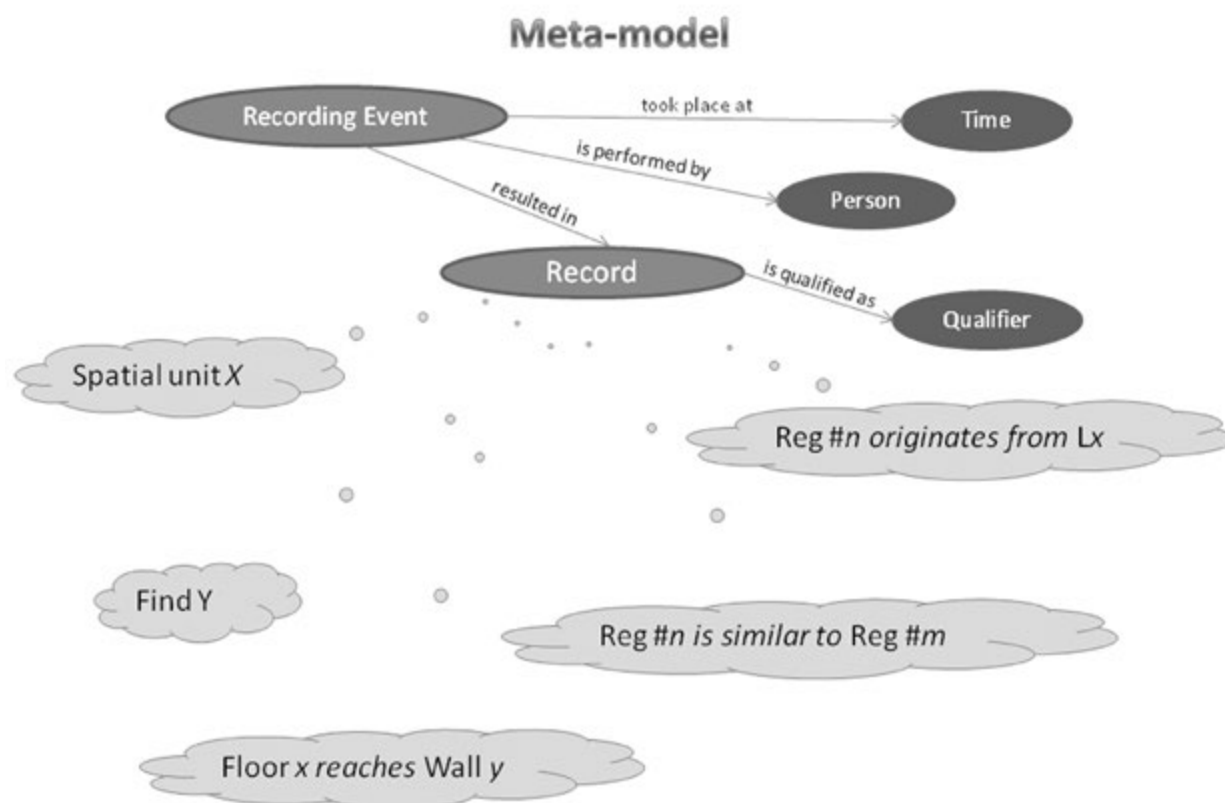 Meta-model
Recording Event
took place at
Time
is performed by
Person
resulted in
Record
is qualified as
Qualifier
Spatial unit X
Reg #n originates from Lx
Find Y
Reg #n is similar to Reg #m
Floor x reaches Wall y